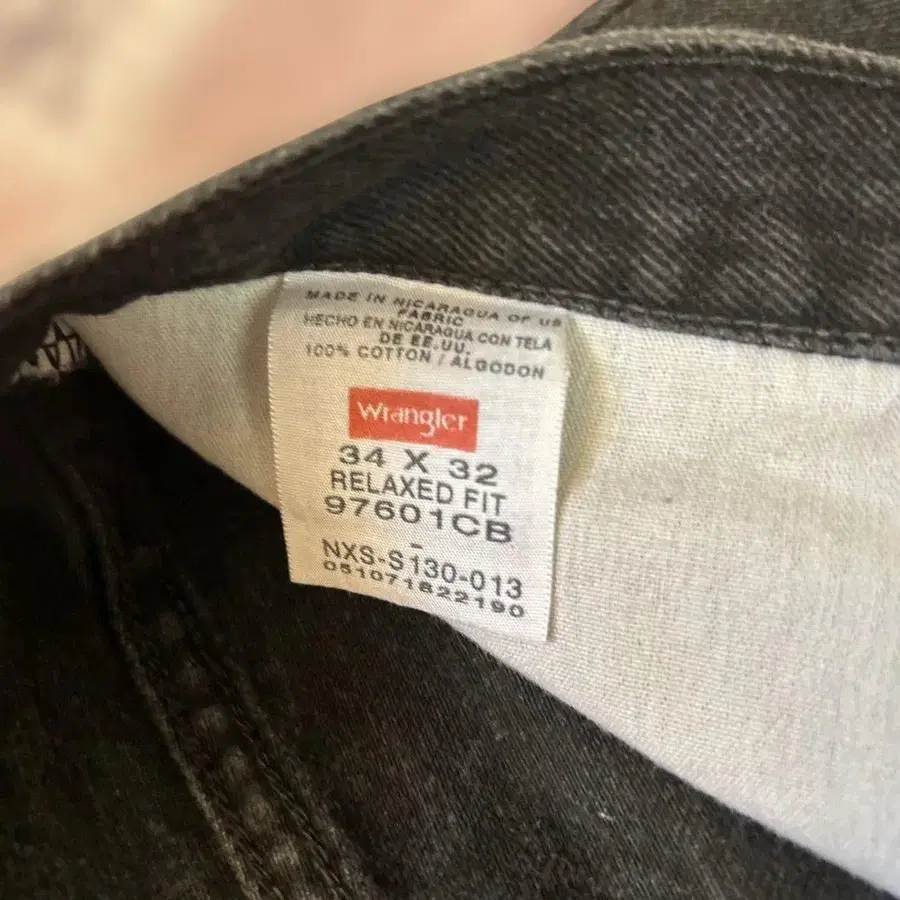 MADE IN NICARAGUA OF US
FABRIC
HECHO EN NICARAGUA CON TELA
DE EE.UU.
100% COTTON / ALGODON
Wrangler
34 X 32
RELAXED FIT
97601CB
-
NXS-S130-013
051071822190